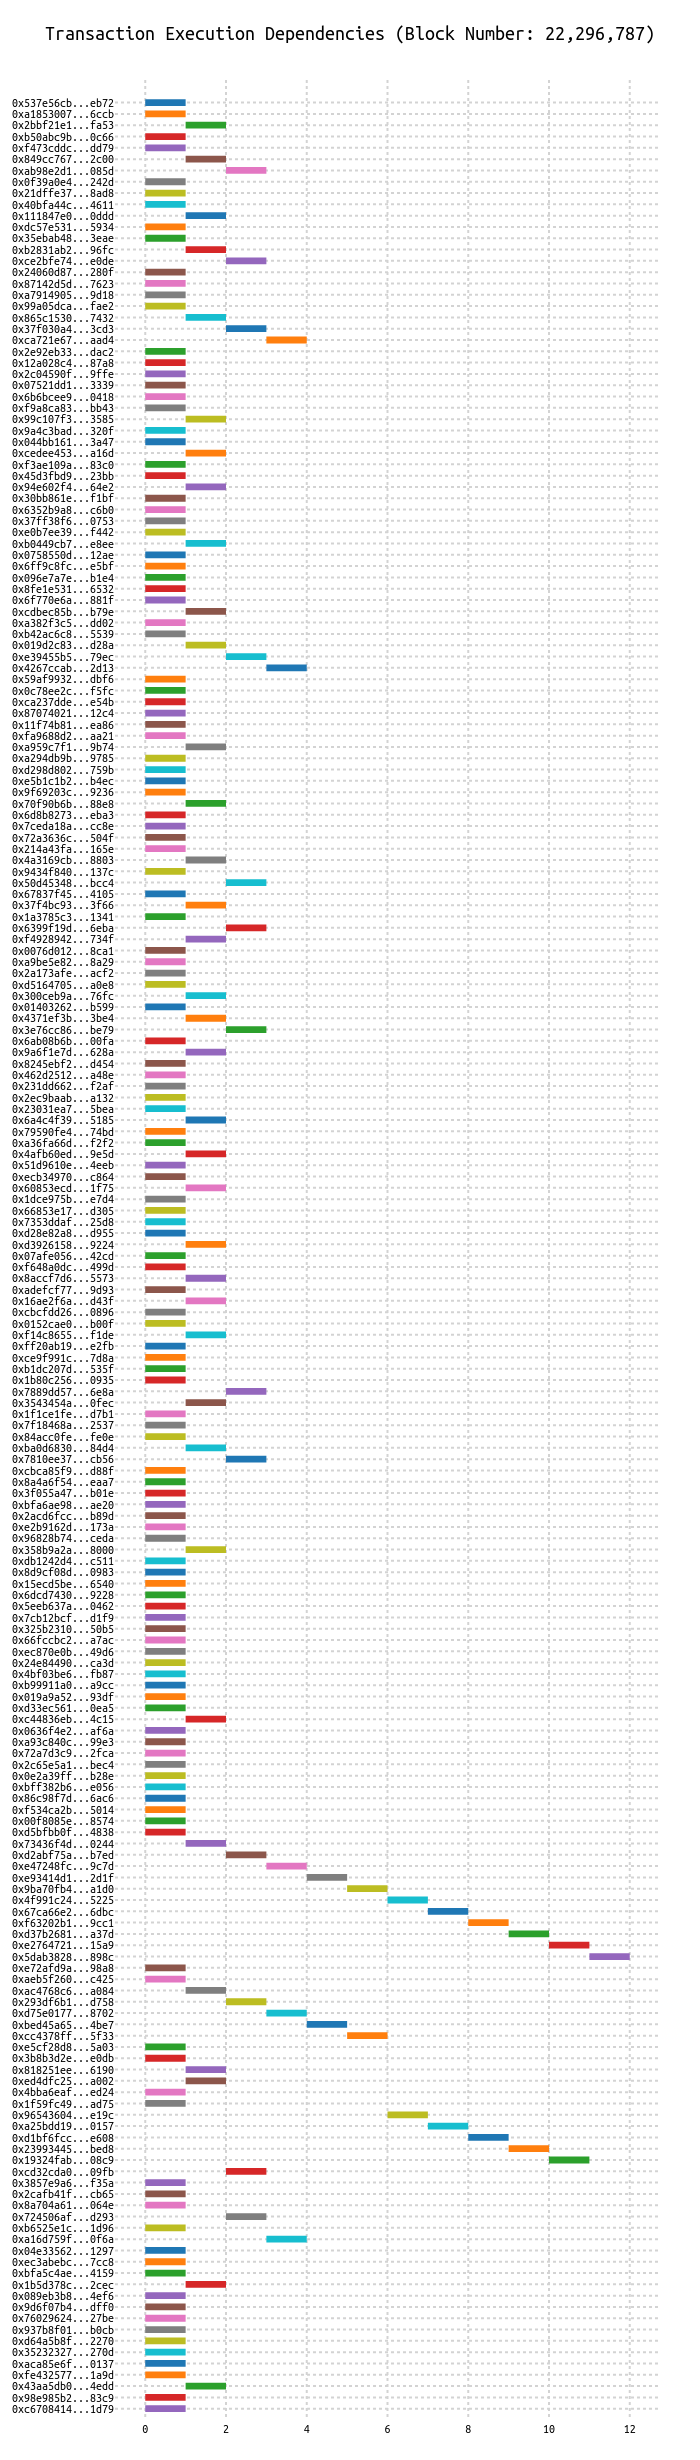 Transaction Execution Dependencies (Block Number: 22,296,787)
0x537e56cb...eb72
0xa1853007...6ccb
0x2bbf21e1...fa53
0xb50abc9b...0c66
0xf473cddc...dd79
0x849cc767...2c00
0xab98e2d1...085d
0x0f39a0e4...242d
0x21dffe37...8ad8
0x40bfa44c...4611
0x111847e0...0ddd
0xdc57e531...5934
0x35ebab48...3eae
0xb2831ab2...96fc
0xce2bfe74...e0de
0x24060d87...280f
0x87142d5d...7623
0xa7914905...9d18
0x99a05dca...fae2
0x865c1530...7432
0x37f030a4...3cd3
0xca721e67...aad4
0x2e92eb33...dac2
0x12a028c4...87a8
0x2c04590f...9ffe
0x07521dd1...3339
0x6b6bcee9...0418
0xf9a8ca83...bb43
0x99c107f3...3585
0x9a4c3bad...320f
0x044bb161...3a47
0xcedee453...a16d
0xf3ae109a...83c0
0x45d3fbd9...23bb
0x94e602f4...64e2
0x30bb861e...f1bf
0x6352b9a8...c6b0
0x37ff38f6...0753
0xe0b7ee39...f442
0xb0449cb7...e8ee
0x0758550d...12ae
0x6ff9c8fc...e5bf
0x096e7a7e...b1e4
0x8fe1e531...6532
0x6f770e6a...881f
0xcdbec85b...b79e
0xa382f3c5...dd02
0xb42ac6c8...5539
0x019d2c83...d28a
0xe39455b5...79ec
0x4267ccab...2d13
0x59af9932...dbf6
0x0c78ee2c...f5fc
0xca237dde...e54b
0x87074021...12c4
0x11f74b81...ea86
0xfa9688d2...aa21
0xa959c7f1...9b74
0xa294db9b...9785
0xd298d802...759b
0xe5b1c1b2...b4ec
0x9f69203c...9236
0x70f90b6b...88e8
0x6d8b8273...eba3
0x7ceda18a...cc8e
0x72a3636c...504f
0x214a43fa...165e
0x4a3169cb...8803
0x9434f840...137c
0x50d45348...bcc4
0x67837f45...4105
0x37f4bc93...3f66
0x1a3785c3...1341
0x6399f19d...6eba
0xf4928942...734f
0x0076d012...8ca1
0xa9be5e82...8a29
0x2a173afe...acf2
0xd5164705...a0e8
0x300ceb9a...76fc
0x01403262...b599
0x4371ef3b...3be4
0x3e76cc86...be79
0x6ab08b6b...00fa
0x9a6f1e7d...628a
0x8245ebf2...d454
0x462d2512...a48e
0x231dd662...f2af
0x2ec9baab...a132
0x23031ea7...5bea
0x6a4c4f39...5185
0x79590fe4...74bd
0xa36fa66d...f2f2
0x4afb60ed...9e5d
0x51d9610e...4eeb
0xecb34970...c864
0x60853ecd...1f75
0x1dce975b...e7d4
0x66853e17...d305
0x7353ddaf...25d8
0xd28e82a8...d955
0xd3926158...9224
0x07afe056...42cd
0xf648a0dc...499d
0x8accf7d6...5573
0xadefcf77...9d93
0x16ae2f6a...d43f
0xcbcfdd26...0896
0x0152cae0...b00f
0xf14c8655...f1de
0xff20ab19...e2fb
0xce9f991c...7d8a
0xb1dc207d...535f
0x1b80c256...0935
0x7889dd57...6e8a
0x3543454a...0fec
0x1f1ce1fe...d7b1
0x7f18468a...2537
0x84acc0fe...fe0e
0xba0d6830...84d4
0x7810ee37...cb56
0xcbca85f9...d88f
0x8a4a6f54...eaa7
0x3f055a47...b01e
0xbfa6ae98...ae20
0x2acd6fcc...b89d
0xe2b9162d...173a
0x96828b74...ceda
0x358b9a2a...8000
0xdb1242d4...c511
0x8d9cf08d...0983
0x15ecd5be...6540
0x6dcd7430...9228
0x5eeb637a...0462
0x7cb12bcf...d1f9
0x325b2310...50b5
0x66fccbc2...a7ac
0xec870e0b...49d6
0x24e84490...ca3d
0x4bf03be6...fb87
0xb99911a0...a9cc
0x019a9a52...93df
0xd33ec561...0ea5
0xc44836eb...4c15
0x0636f4e2...af6a
0xa93c840c...99e3
0x72a7d3c9...2fca
0x2c65e5a1...bec4
0x0e2a39ff...b28e
0xbff382b6...e056
0x86c98f7d...6ac6
0xf534ca2b...5014
0x00f8085e...8574
0xd5bfbb0f...4838
0x73436f4d...0244
0xd2abf75a...b7ed
0xe47248fc...9c7d
0xe93414d1...2d1f
0x9ba70fb4...a1d0
0x4f991c24...5225
0x67ca66e2...6dbc
0xf63202b1...9cc1
0xd37b2681...a37d
0xe2764721...15a9
0x5dab3828...898c
0xe72afd9a...98a8
0xaeb5f260...c425
0xac4768c6...a084
0x293df6b1...d758
0xd75e0177...8702
0xbed45a65...4be7
0xcc4378ff...5f33
0xe5cf28d8...5a03
0x3b8b3d2e...e0db
0x818251ee...6190
0xed4dfc25...a002
0x4bba6eaf...ed24
0x1f59fc49...ad75
0x96543604...e19c
0xa25bdd19...0157
0xd1bf6fcc...e608
0x23993445...bed8
0x19324fab...08c9
0xcd32cda0...09fb
0x3857e9a6...f35a
0x2cafb41f...cb65
0x8a704a61...064e
0x724506af...d293
0xb6525e1c...1d96
0xa16d759f...0f6a
0x04e33562...1297
0xec3abebc...7cc8
0xbfa5c4ae...4159
0x1b5d378c...2cec
0x089eb3b8...4ef6
0x9d6f07b4...dff0
0x76029624...27be
0x937b8f01...b0cb
0xd64a5b8f...2270
0x35232327...270d
0xaca85e6f...0137
0xfe432577...1a9d
0x43aa5db0...4edd
0x98e985b2...83c9
0xc6708414...1d79
0 2 4 6 8 10 12